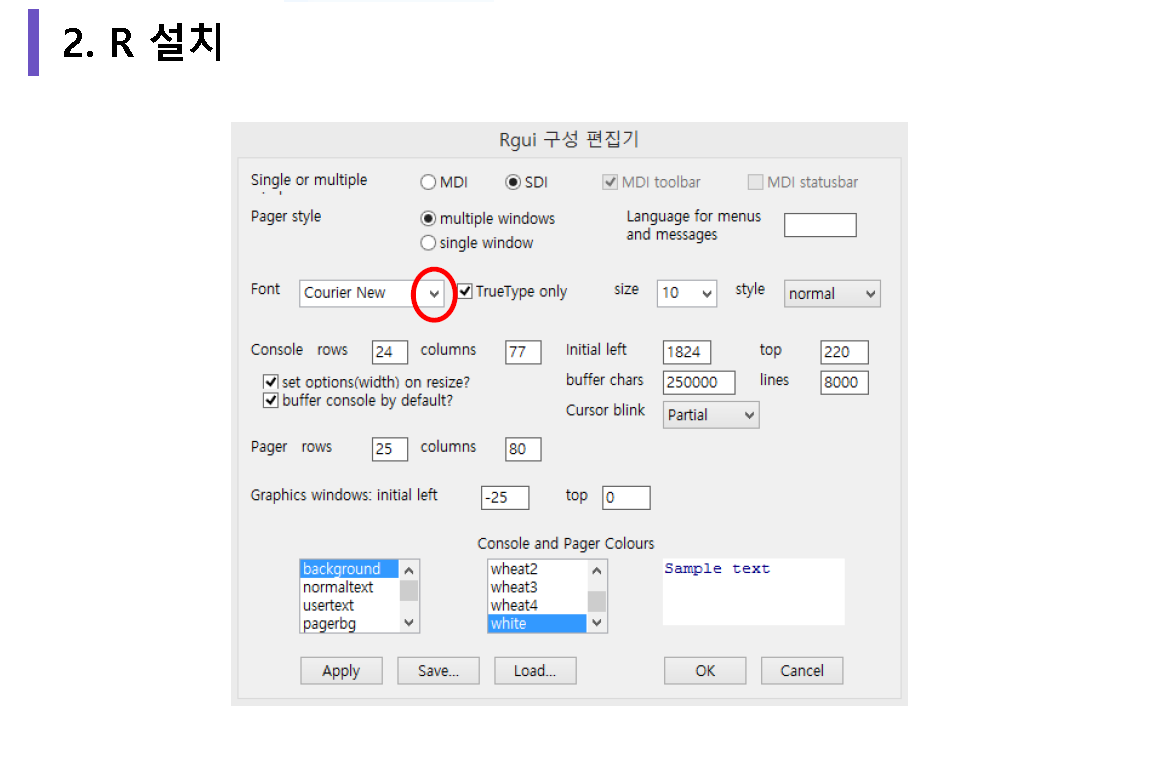 2. R 설치
Rgui 구성 편집기
Single or multiple
MDI SDI MDI toolbar MDI statusbar
Pager style
multiple windows
single window
Language for menus
and messages
Font Courier New TrueType only size 10 style normal
Console rows 24 columns 77 Initial left 1824 top 220
set options(width) on resize?
buffer console by default?
buffer chars 250000 lines 8000
Cursor blink Partial
Pager rows 25 columns 80
Graphics windows: initial left -25 top 0
Console and Pager Colours
background
normaltext
usertext
pagerbg
wheat2
wheat3
wheat4
white
Sample text
Apply Save... Load... OK Cancel